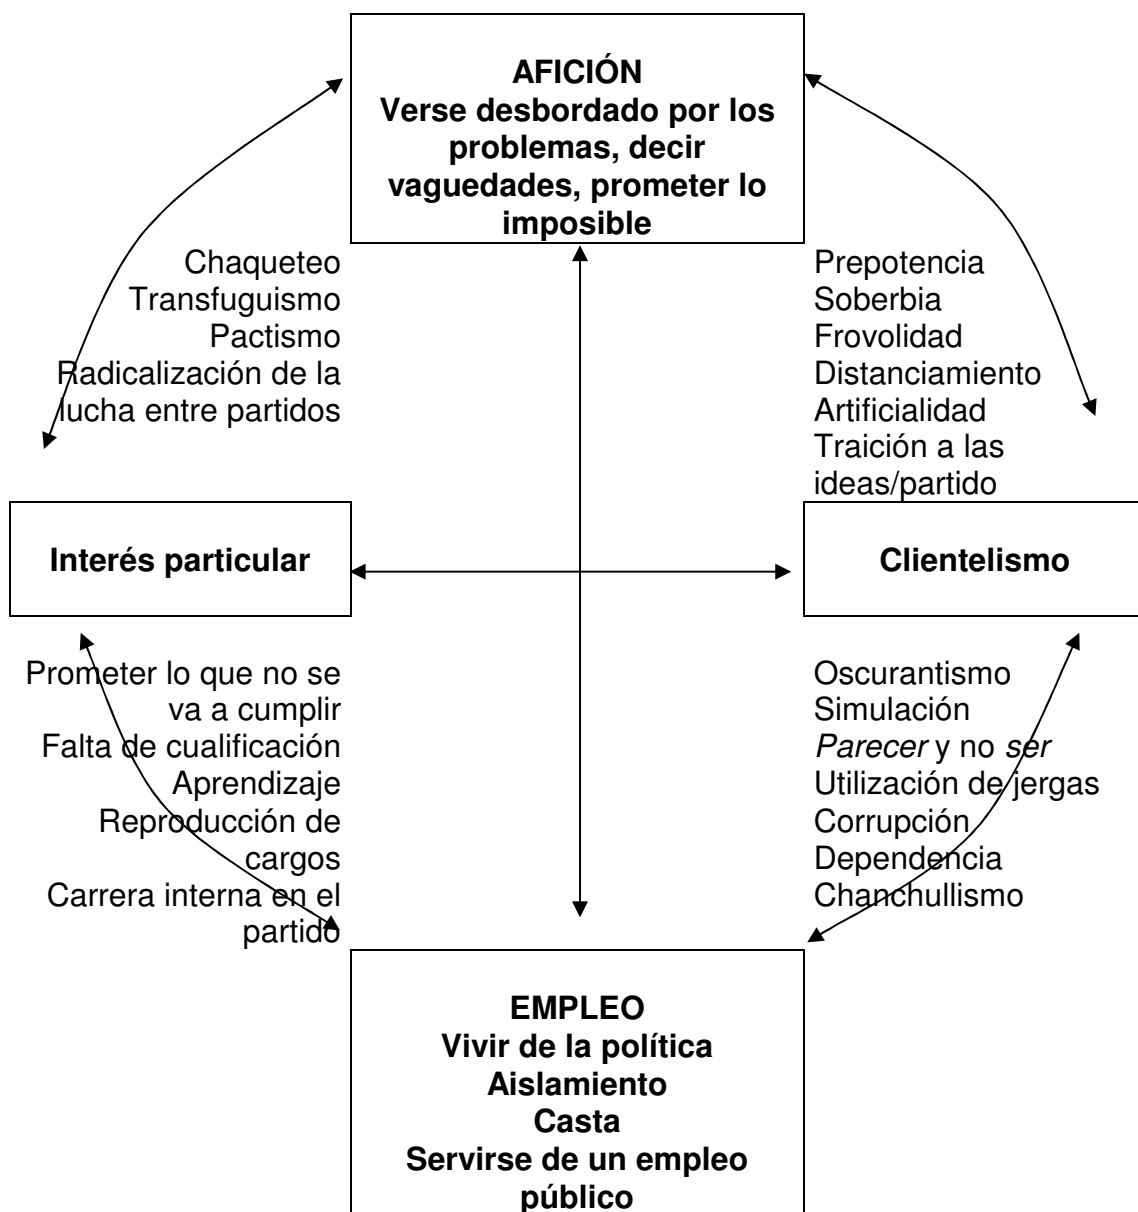 AFICIÓN
Verse desbordado por los
problemas, decir
vaguedades, prometer lo
imposible
Chaqueteo
Transfuguismo
Pactismo
Radicalización de la
lucha entre partidos
Prepotencia
Soberbia
Frovolidad
Distanciamiento
Artificialidad
Traición a las
ideas/partido
Interés particular
Clientelismo
Prometer lo que no se
va a cumplir
Falta de cualificación
Aprendizaje
Reproducción de
cargos
Carrera interna en el
partido
Oscurantismo
Simulación
Parecer y no ser
Utilización de jergas
Corrupción
Dependencia
Chanchullismo
EMPLEO
Vivir de la política
Aislamiento
Casta
Servirse de un empleo
público